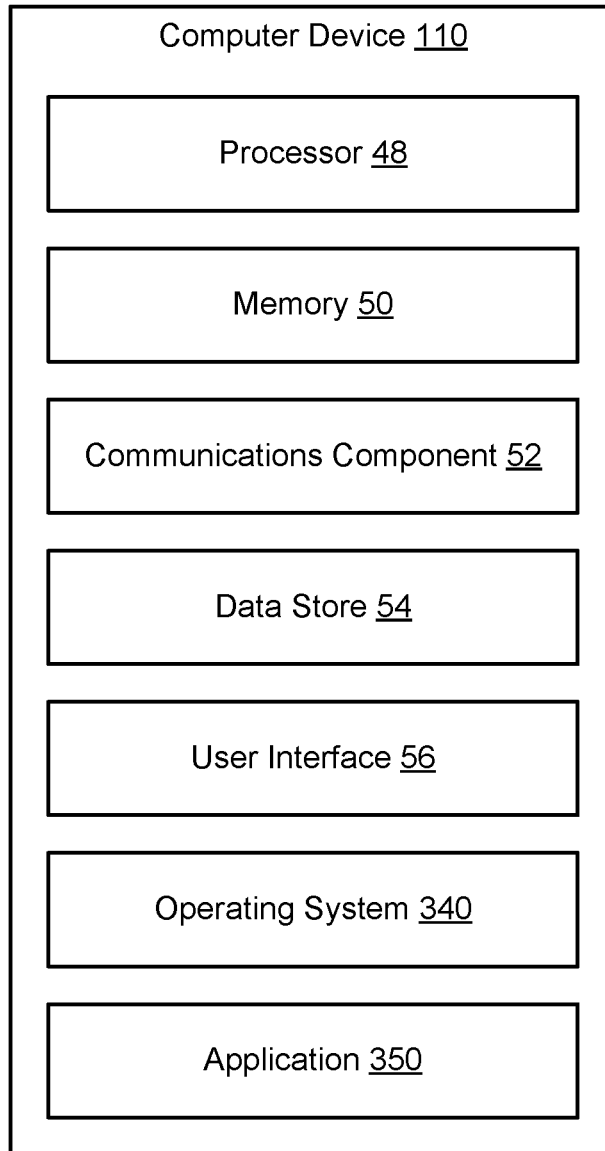 Computer Device 110
Processor 48
Memory 50
Communications Component 52
Data Store 54
User Interface 56
Operating System 340
Application 350